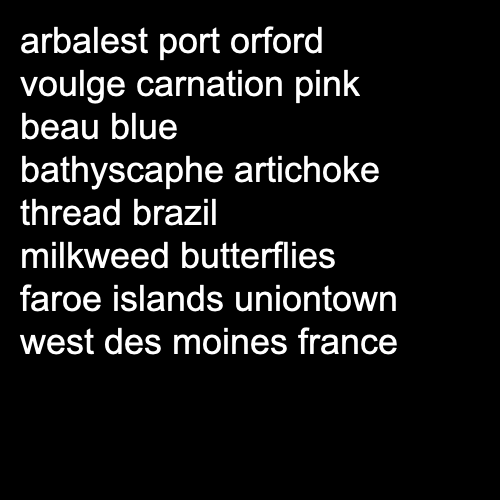 arbalest port orford
voulge carnation pink
beau blue
bathyscaphe artichoke
thread brazil
milkweed butterflies
faroe islands uniontown
west des moines france